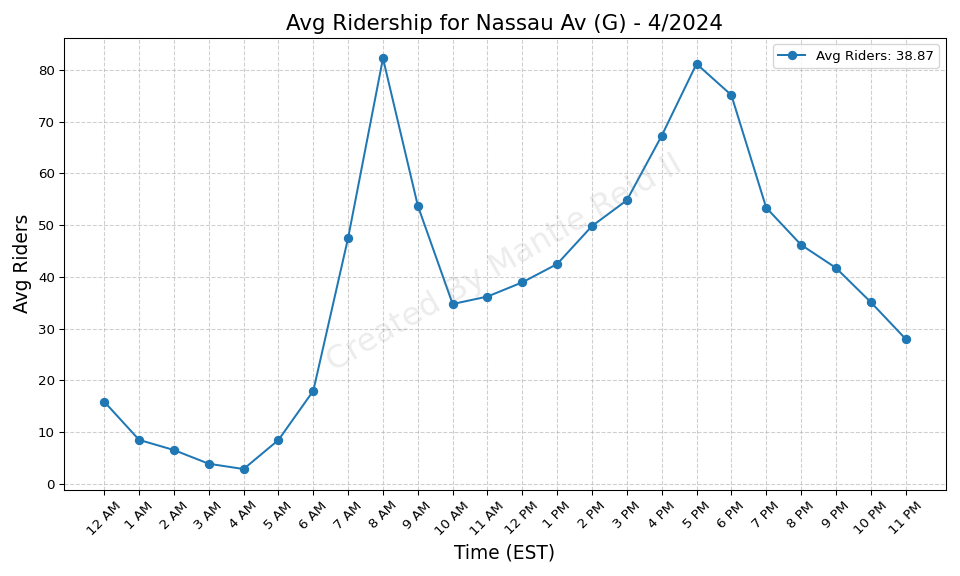 Avg Ridership for Nassau Av (G) - 4/2024
Avg Riders: 38.87
80
70
60
50
40
30
20
10
0
Avg Riders
Created By Mantle Reid II
12 AM
1 AM
2 AM
3 AM
4 AM
5 AM
6 AM
7 AM
8 AM
9 AM
10 AM
11 AM
12 PM
1 PM
2 PM
3 PM
4 PM
5 PM
6 PM
7 PM
8 PM
9 PM
10 PM
11 PM
Time (EST)